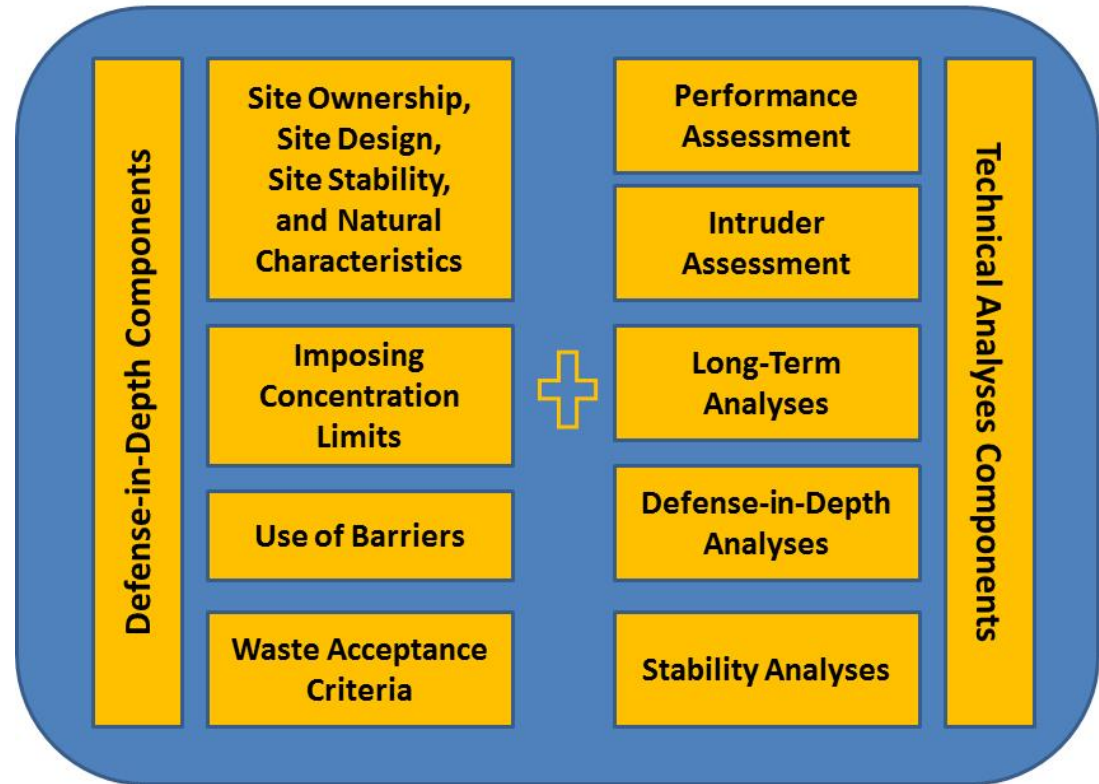 Defense-in-Depth Components
Site Ownership,
Site Design,
Site Stability,
and Natural
Characteristics
Imposing
Concentration
Limits
Use of Barriers
Waste Acceptance
Criteria
Performance
Assessment
Intruder
Assessment
Long-Term
Analyses
Defense-in-Depth
Analyses
Stability Analyses
Technical Analyses Components